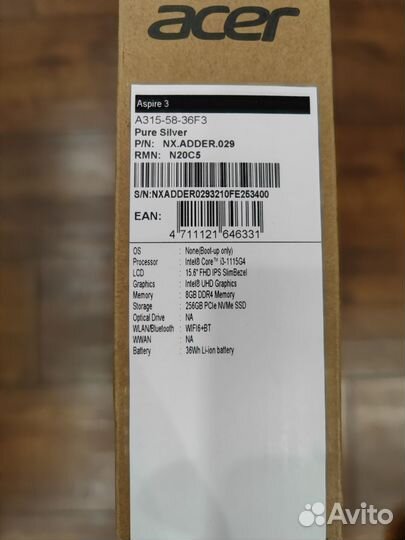 acer
Aspire 3
A315-58-36F3
Pure Silver
P/N: NX.ADDER.029
RMN: N20C5
S/N:NXADDER0293210FE253400
EAN:
4 711121 646331
OS : None(Boot-up only)
Processor : Intel® Core™ i3-1115G4
LCD : 15.6" FHD IPS SlimBezel
Graphics : Intel® UHD Graphics
Memory : 8GB DDR4 Memory
Storage : 256GB PCIe NVMe SSD
Optical Drive : NA
WLAN/Bluetooth : WIFI6+BT
WWAN : NA
Battery : 36Wh Li-ion battery
Avito